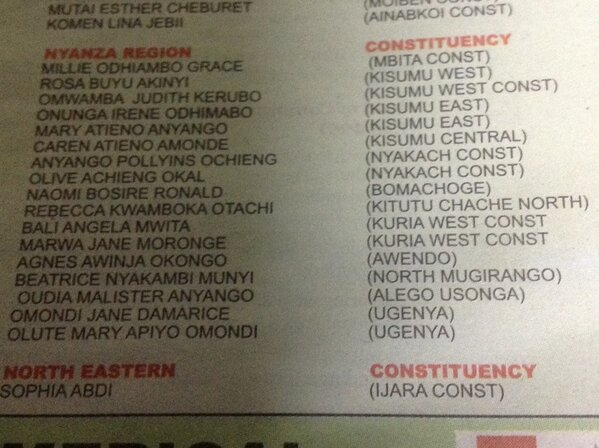 MUTAI ESTHER CHEBURET (MOIBEN CONST)
KOMEN LINA JEBII (AINABKOI CONST)
NYANZA REGION CONSTITUENCY
MILLIE ODHIAMBO GRACE (MBITA CONST)
ROSA BUYU AKINYI (KISUMU WEST)
OMWAMBA JUDITH KERUBO (KISUMU WEST CONST)
ONUNGA IRENE ODHIMABO (KISUMU EAST)
MARY ATIENO ANYANGO (KISUMU EAST)
CAREN ATIENO AMONDE (KISUMU CENTRAL)
ANYANGO POLLYINS OCHIENG (NYAKACH CONST)
OLIVE ACHIENG OKAL (NYAKACH CONST)
NAOMI BOSIRE RONALD (BOMACHOGE)
REBECCA KWAMBOKA OTACHI (KITUTU CHACHE NORTH)
BALI ANGELA MWITA (KURIA WEST CONST
MARWA JANE MORONGE (KURIA WEST CONST
AGNES AWINJA OKONGO (AWENDO)
BEATRICE NYAKAMBI MUNYI (NORTH MUGIRANGO)
OUDIA MALISTER ANYANGO (ALEGO USONGA)
OMONDI JANE DAMARICE (UGENYA)
OLUTE MARY APIYO OMONDI (UGENYA)
NORTH EASTERN CONSTITUENCY
SOPHIA ABDI (IJARA CONST)